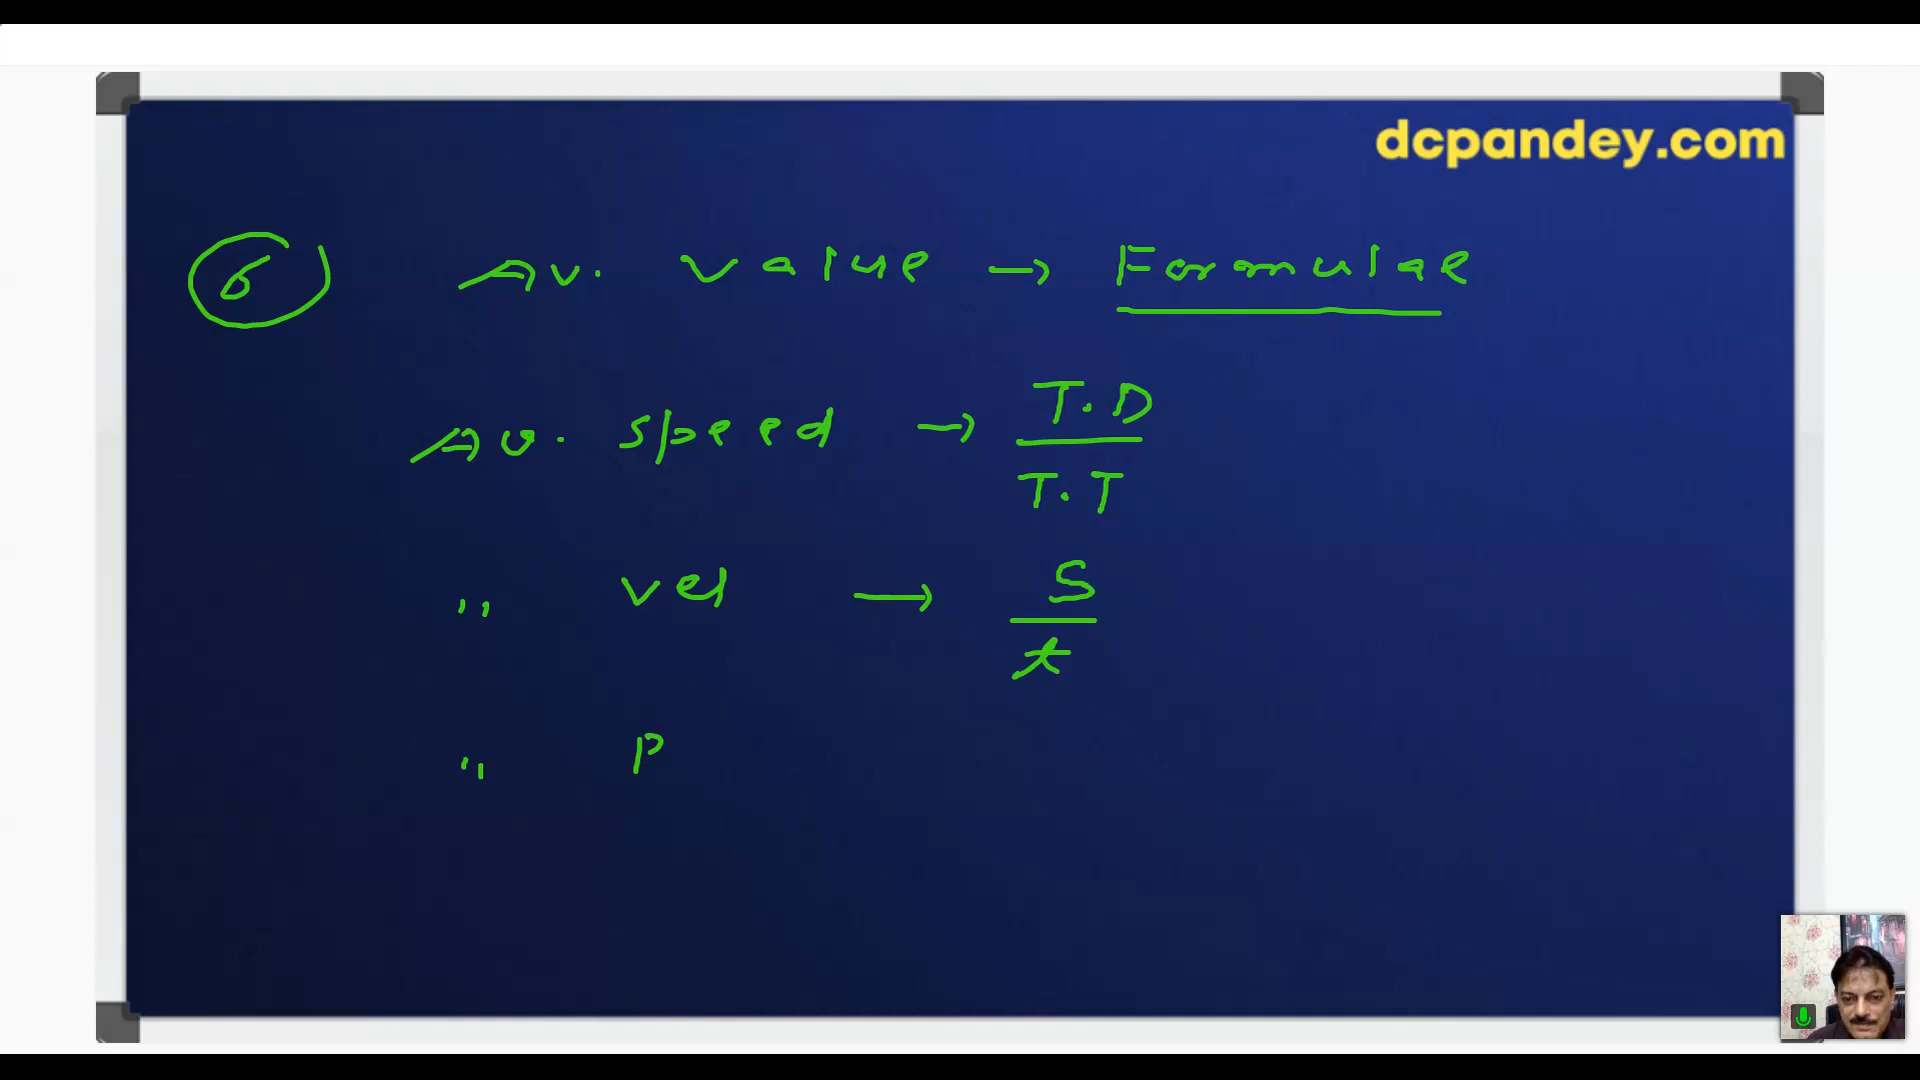 dcpandey.com
6 Av. value → Formulae
Av. speed → T.D
T.T
" vel → S
t
" P